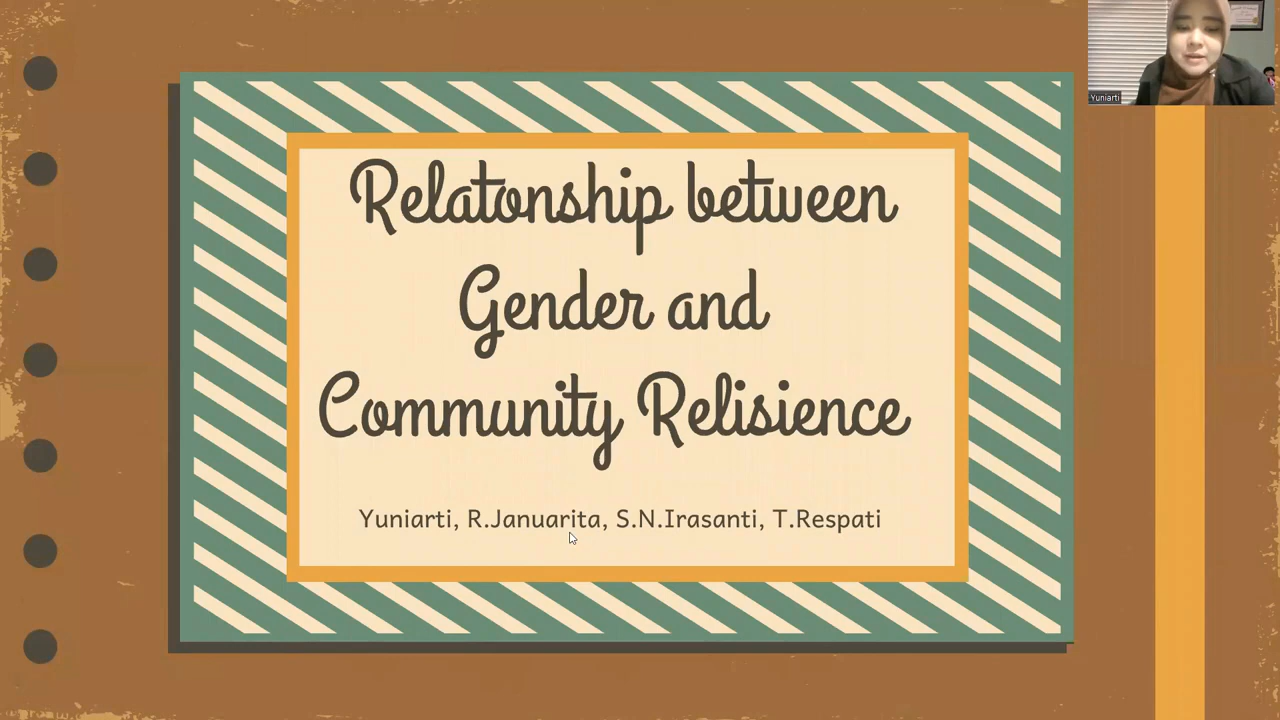 Yuniarti
Relatonship between
Gender and
Community Relisience
Yuniarti, R.Januarita, S.N.Irasanti, T.Respati